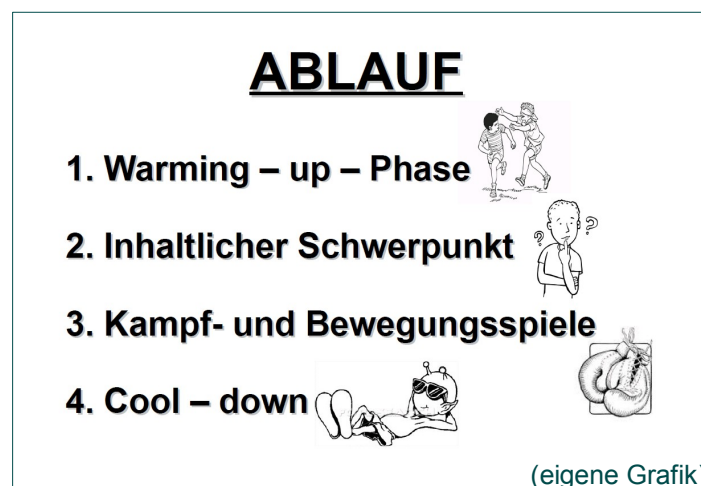 ABLAUF
1. Warming – up – Phase
2. Inhaltlicher Schwerpunkt
? ?
3. Kampf- und Bewegungsspiele
4. Cool – down
(eigene Grafik)